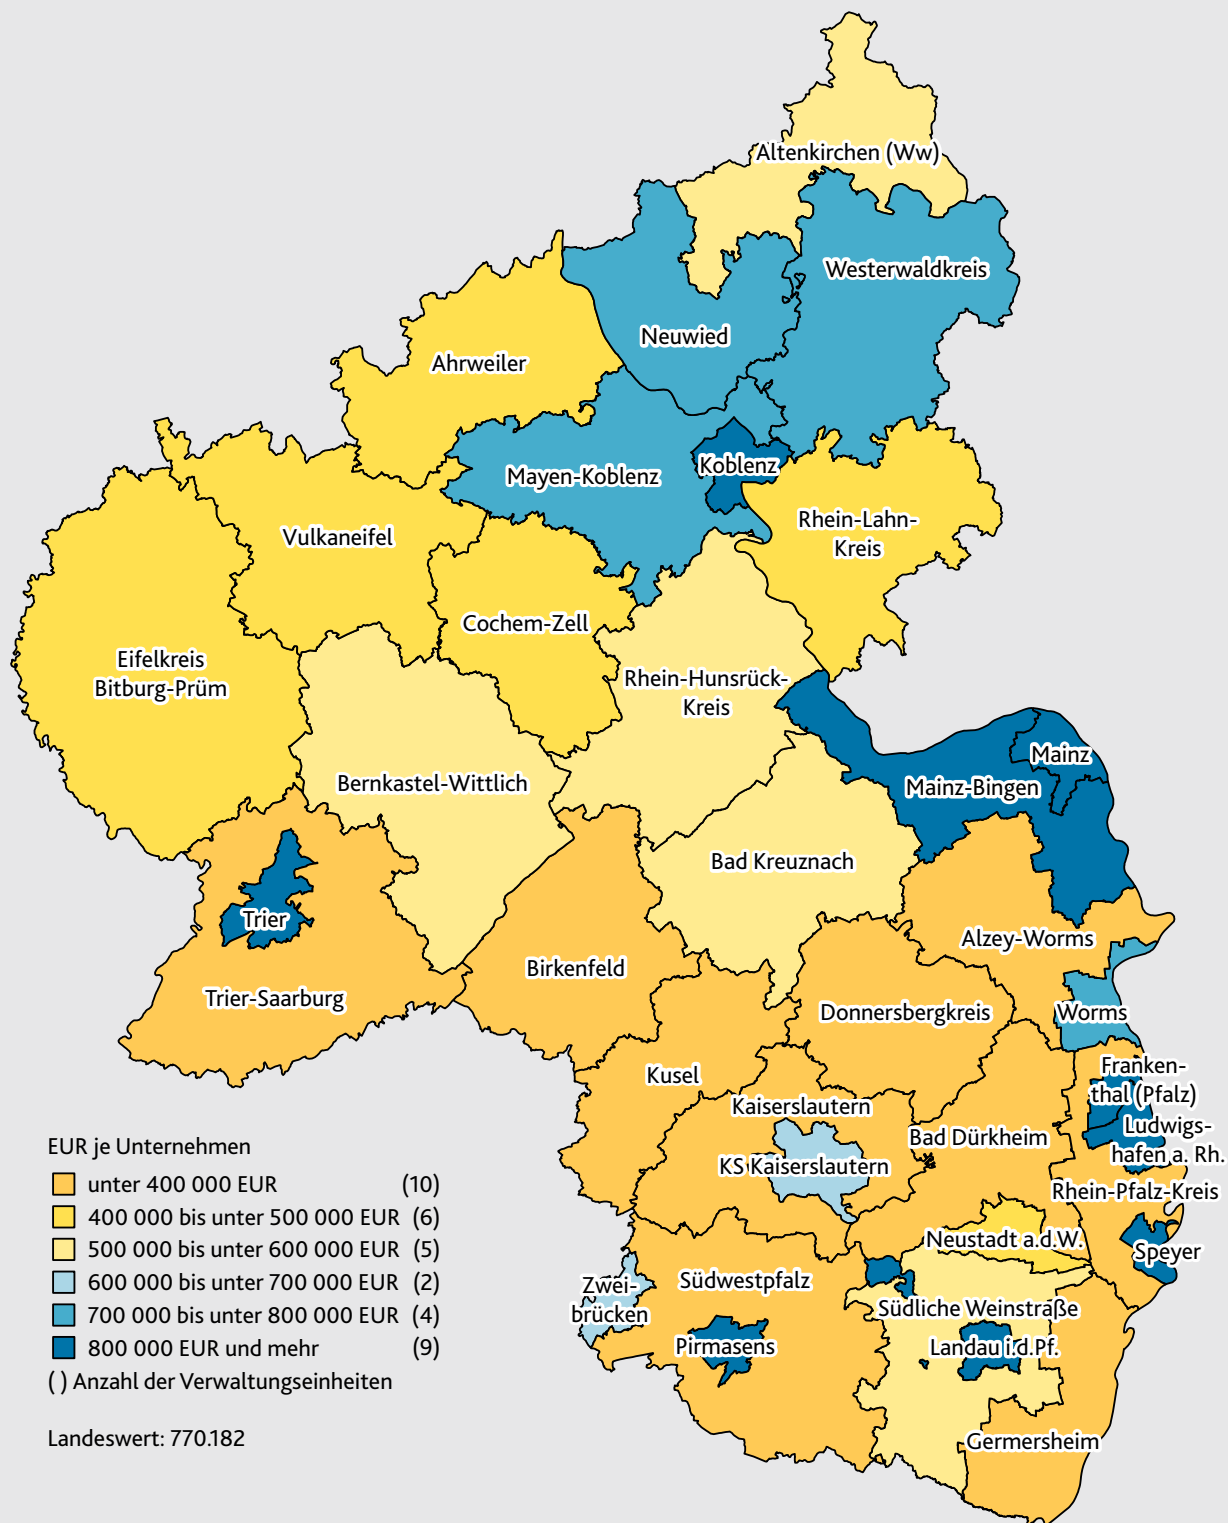 Altenkirchen (Ww)
Westerwaldkreis
Neuwied
Ahrweiler
Koblenz
Mayen-Koblenz
Rhein-Lahn-
Kreis
Vulkaneifel
Cochem-Zell
Eifelkreis
Bitburg-Prüm
Rhein-Hunsrück-
Kreis
Mainz
Bernkastel-Wittlich
Mainz-Bingen
Bad Kreuznach
Trier
Alzey-Worms
Birkenfeld
Trier-Saarburg
Donnersbergkreis
Worms
Kusel
Franken-
thal (Pfalz)
Kaiserslautern
Ludwigs-
hafen a. Rh.
Bad Dürkheim
KS Kaiserslautern
Rhein-Pfalz-Kreis
Neustadt a.d.W.
Speyer
Zwei-
brücken
Südwestpfalz
Südliche Weinstraße
Pirmasens
Landau i.d.Pf.
Germersheim
EUR je Unternehmen
unter 400 000 EUR (10)
400 000 bis unter 500 000 EUR (6)
500 000 bis unter 600 000 EUR (5)
600 000 bis unter 700 000 EUR (2)
700 000 bis unter 800 000 EUR (4)
800 000 EUR und mehr (9)
( ) Anzahl der Verwaltungseinheiten
Landeswert: 770.182